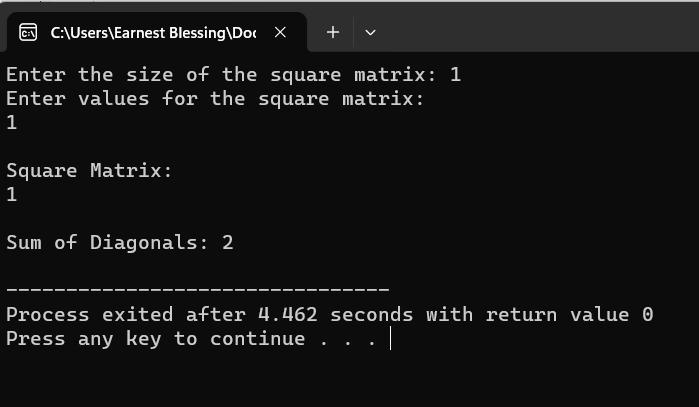 C:\Users\Earnest Blessing\Doc
Enter the size of the square matrix: 1
Enter values for the square matrix:
1
Square Matrix:
1
Sum of Diagonals: 2
--------------------------------
Process exited after 4.462 seconds with return value 0
Press any key to continue . . .